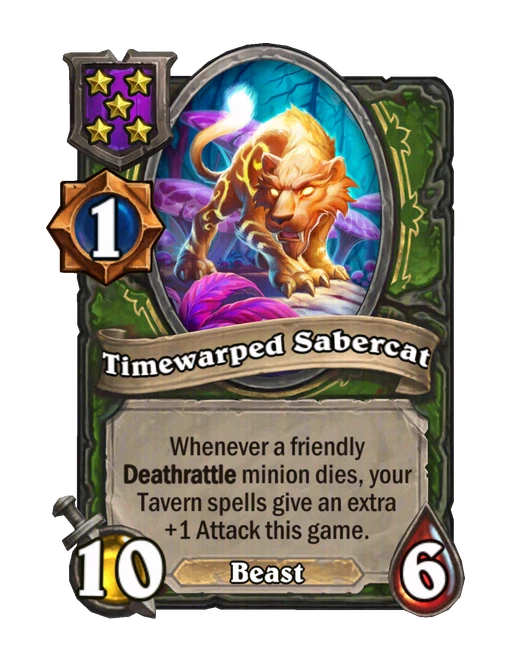 1
Timewarped Sabercat
Whenever a friendly
Deathrattle minion dies, your
Tavern spells give an extra
+1 Attack this game.
10
Beast
6